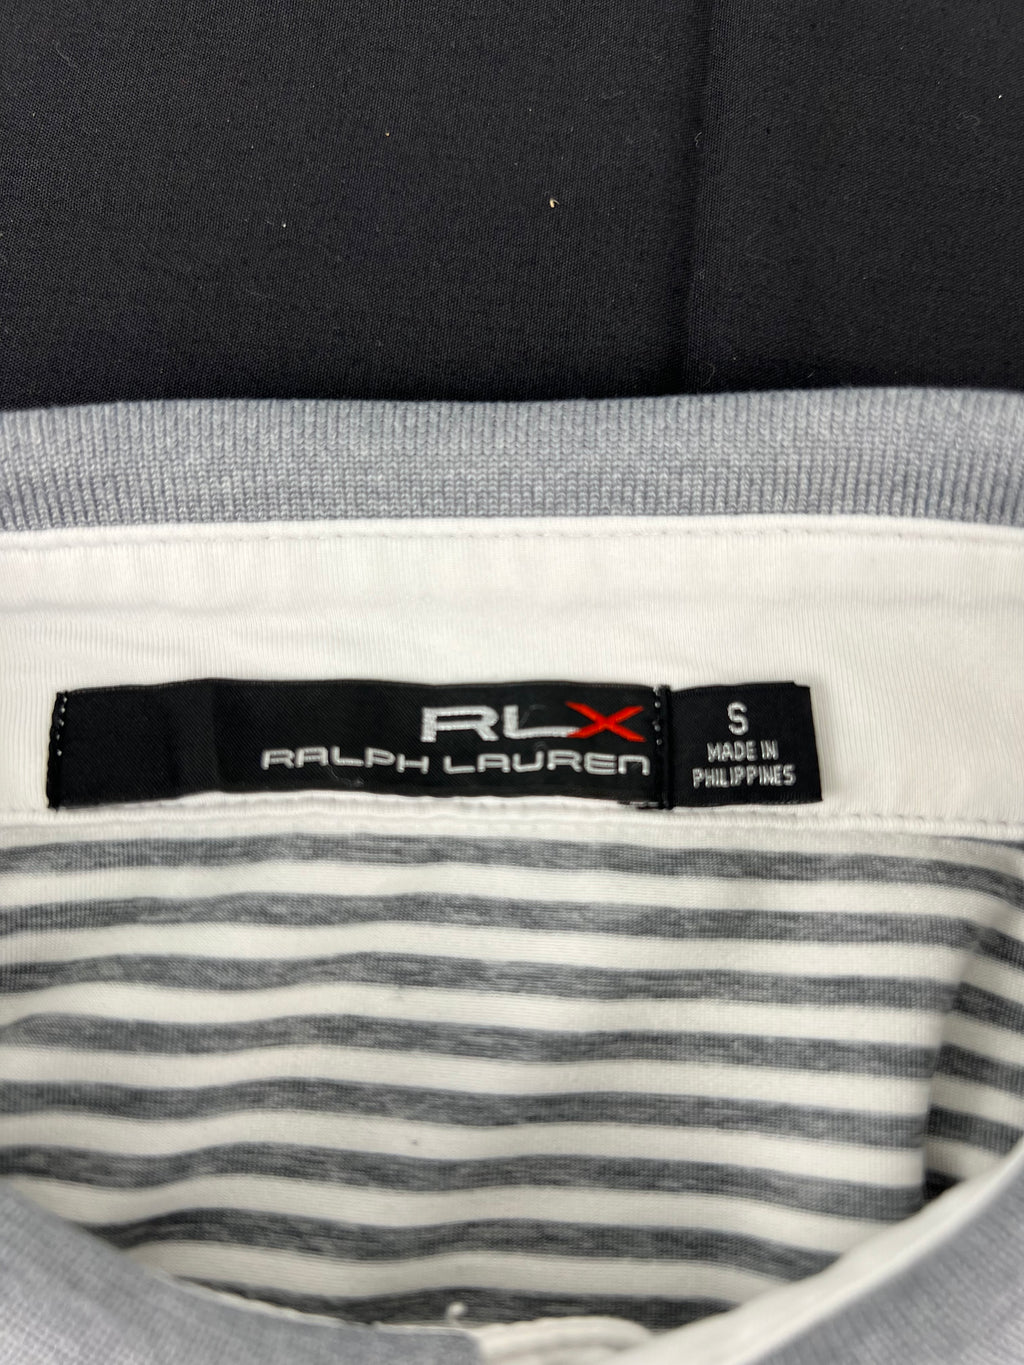 RLX
RALPH LAUREN
S
MADE IN
PHILIPPINES